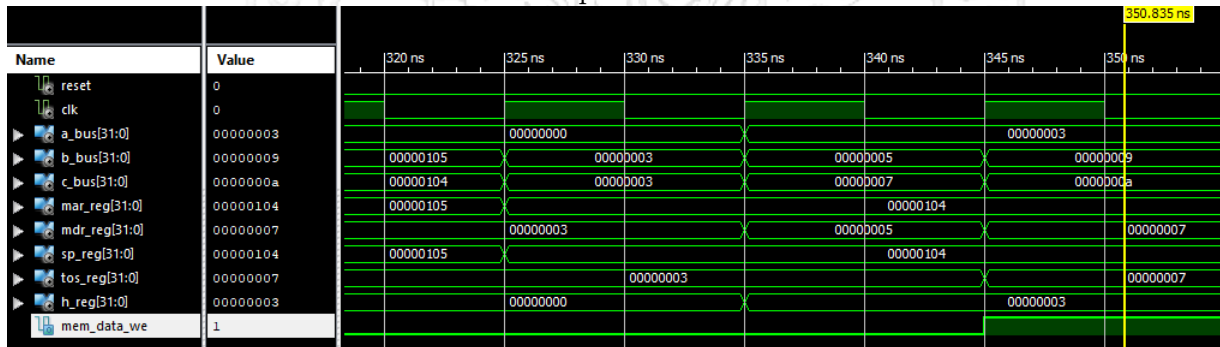 350.835 ns
Name Value 320 ns 325 ns 330 ns 335 ns 340 ns 345 ns 350 ns
reset 0
clk 0
a_bus[31:0] 00000003 00000000 00000003
b_bus[31:0] 00000009 00000105 00000003 00000005 00000009
c_bus[31:0] 0000000a 00000104 00000003 00000007 0000000a
mar_reg[31:0] 00000104 00000105 00000104
mdr_reg[31:0] 00000007 00000003 00000005 00000007
sp_reg[31:0] 00000104 00000105 00000104
tos_reg[31:0] 00000007 00000003 00000007
h_reg[31:0] 00000003 00000000 00000003
mem_data_we 1